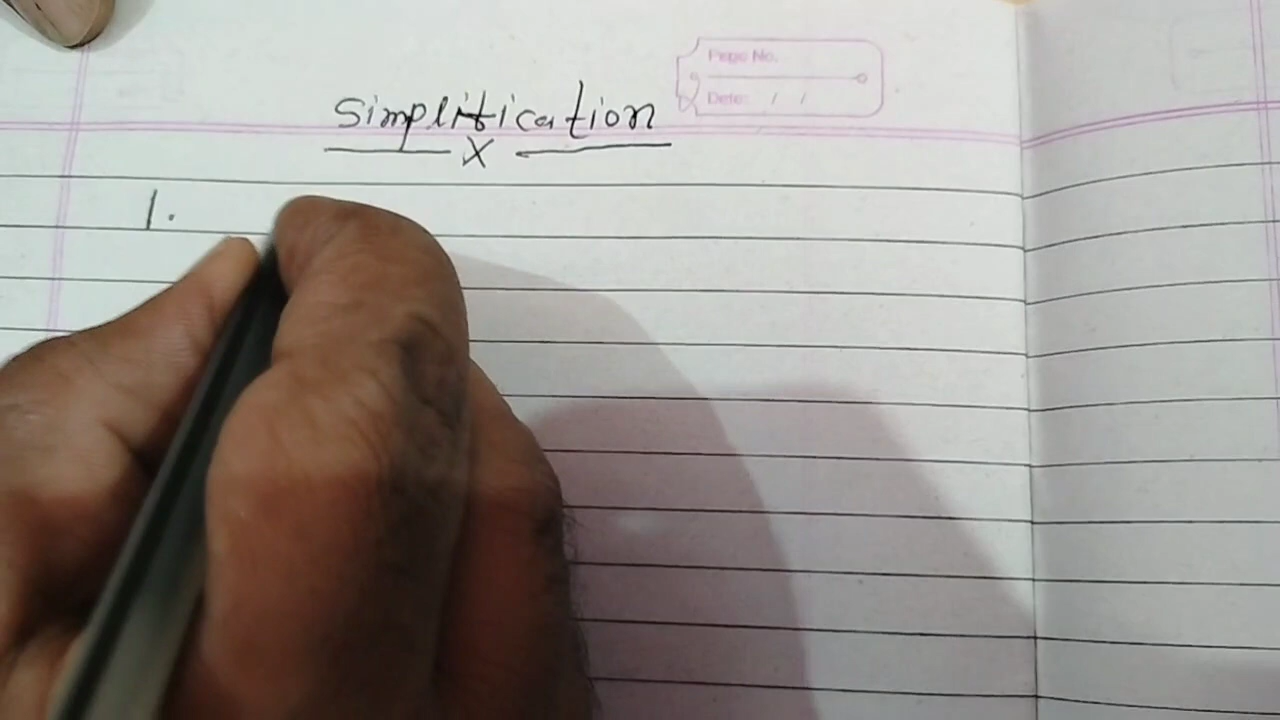 Page No.
Date: / /
Simplification
X
1.